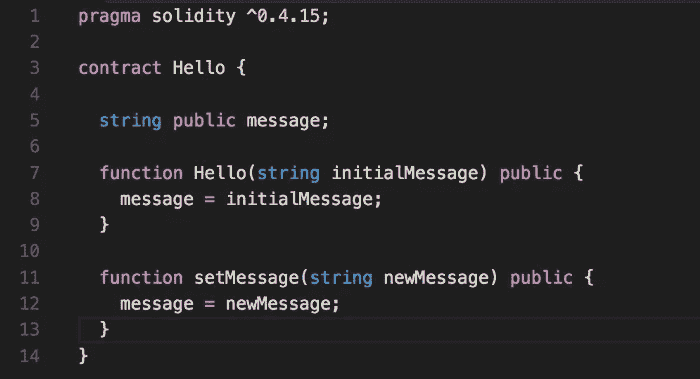 1 pragma solidity ^0.4.15;
2
3 contract Hello {
4
5 string public message;
6
7 function Hello(string initialMessage) public {
8 message = initialMessage;
9 }
10
11 function setMessage(string newMessage) public {
12 message = newMessage;
13 }
14 }